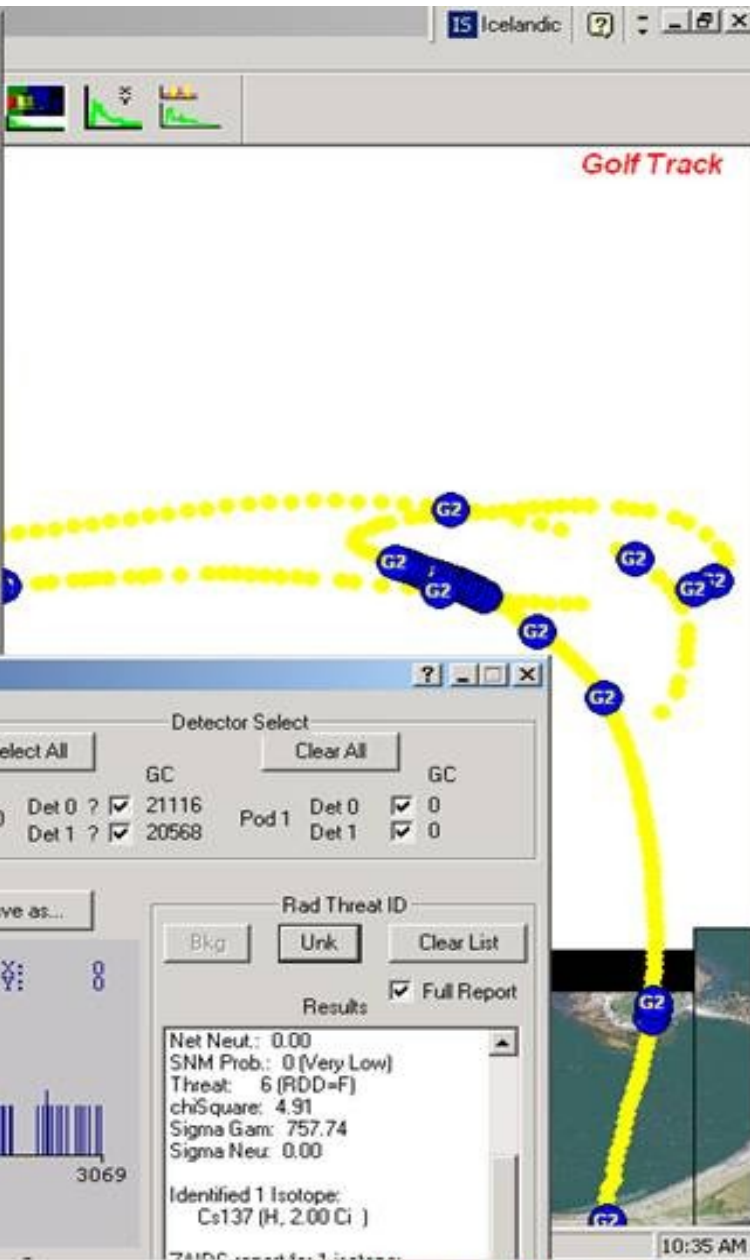 IS Icelandic
Golf Track
G2
G2
G2
G2
G2
G2
G2
G2
Detector Select
Clear All
GC
GC
Det 0 ? 21116
Pod 1
Det 0 0
Det 1 ? 20568
Det 1 0
Rad Threat ID
Bkg
Unk
Clear List
Full Report
Results
Net Neut.: 0.00
SNM Prob.: 0 (Very Low)
Threat: 6 (RDD=F)
chiSquare: 4.91
Sigma Gam: 757.74
Sigma Neu: 0.00
Identified 1 Isotope:
Cs137 (H, 2.00 Ci )
X: 0
Y: 0
3069
G2
G2
10:35 AM